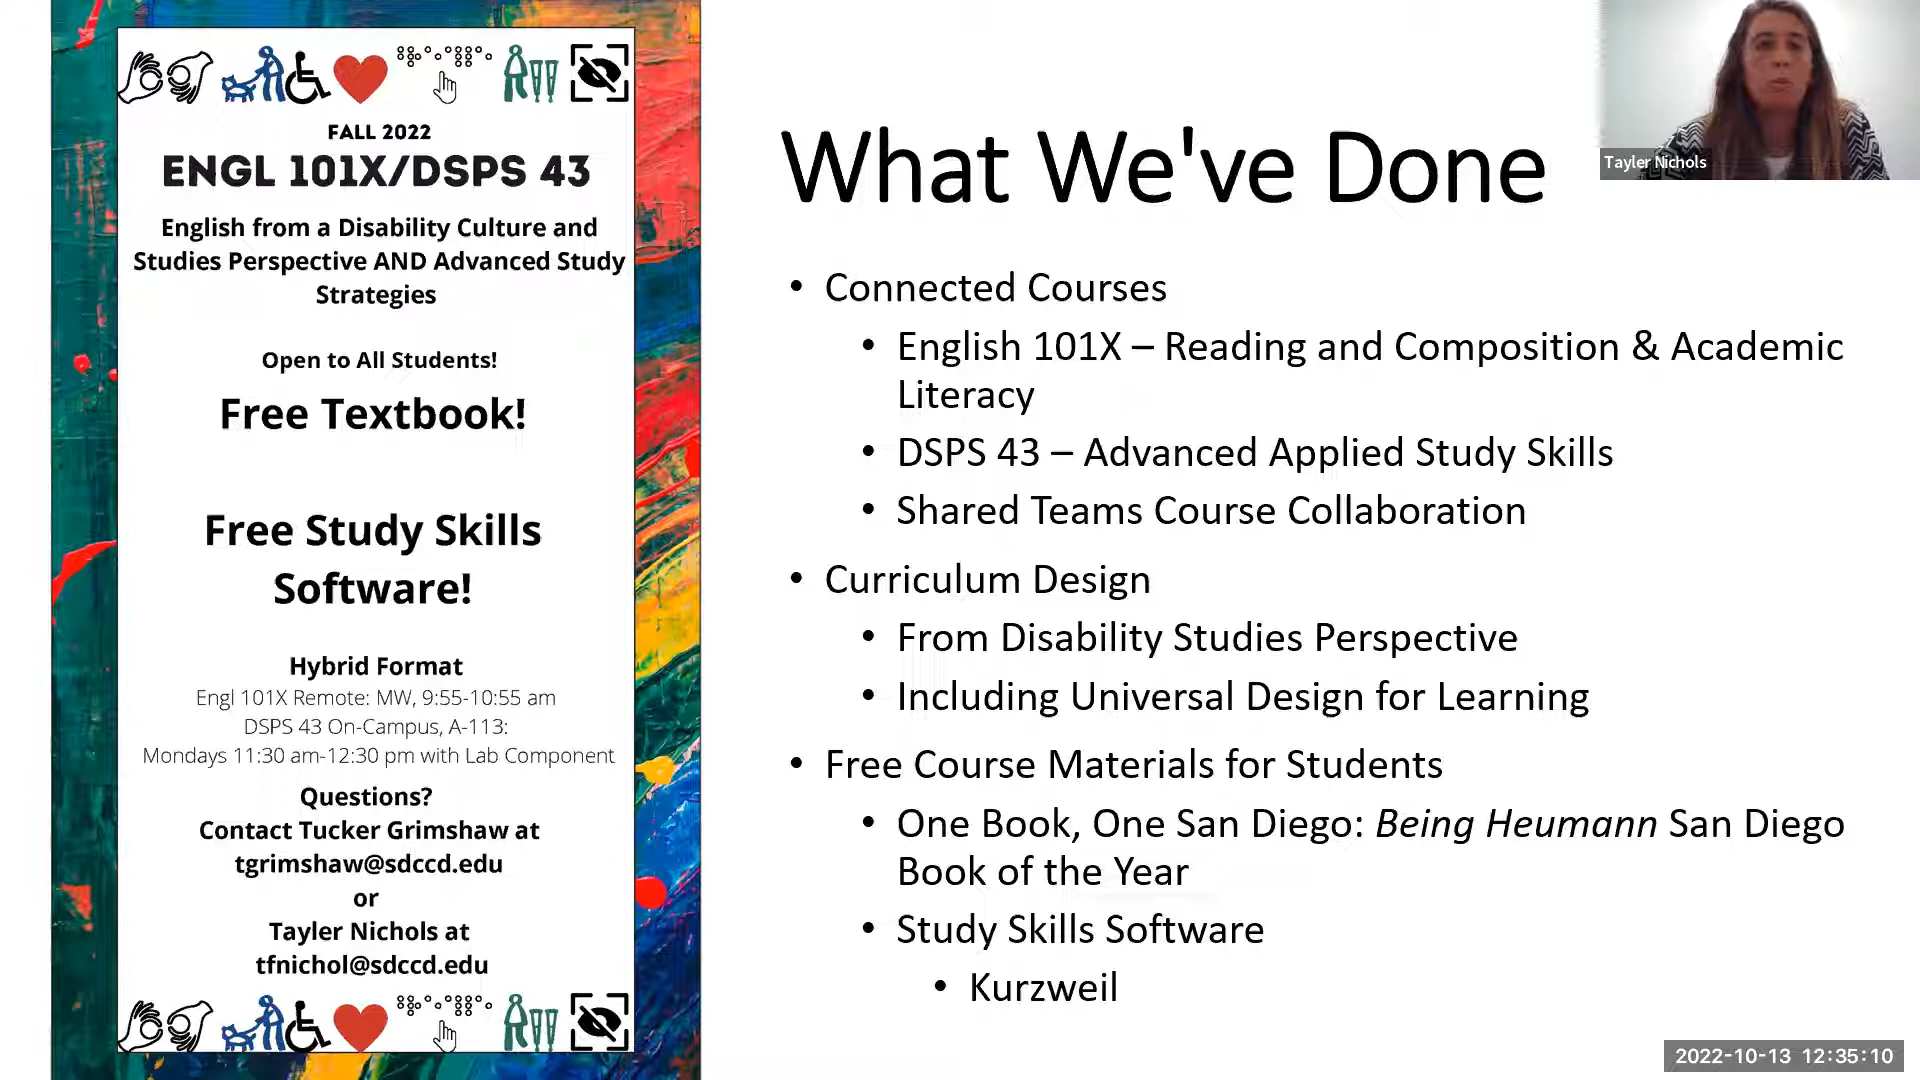 FALL 2022
ENGL 101X/DSPS 43
English from a Disability Culture and
Studies Perspective AND Advanced Study
Strategies
Open to All Students!
Free Textbook!
Free Study Skills
Software!
Hybrid Format
Engl 101X Remote: MW, 9:55-10:55 am
DSPS 43 On-Campus, A-113:
Mondays 11:30 am-12:30 pm with Lab Component
Questions?
Contact Tucker Grimshaw at
tgrimshaw@sdccd.edu
or
Tayler Nichols at
tfnichol@sdccd.edu
What We've Done
• Connected Courses
• English 101X – Reading and Composition & Academic
Literacy
• DSPS 43 – Advanced Applied Study Skills
• Shared Teams Course Collaboration
• Curriculum Design
• From Disability Studies Perspective
• Including Universal Design for Learning
• Free Course Materials for Students
• One Book, One San Diego: Being Heumann San Diego
Book of the Year
• Study Skills Software
• Kurzweil
Tayler Nichols
2022-10-13 12:35:10